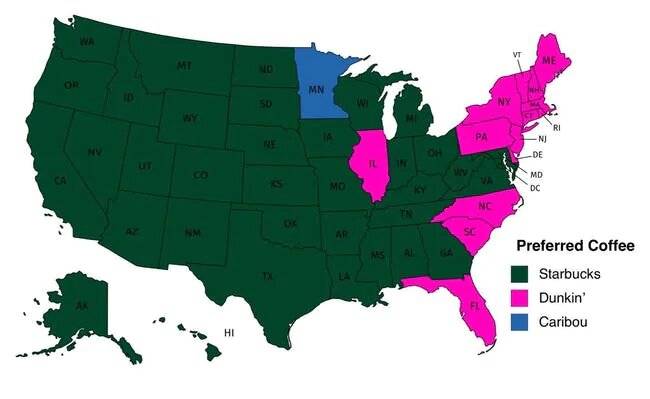 WA
MT
ND
MN
OR
ID
SD
WI
MI
WY
NV
UT
CO
NE
IA
CA
KS
MO
IL
IN
OH
KY
WV
VA
PA
NY
VT
ME
NH
MA
CT
RI
NJ
DE
MD
DC
AZ
NM
OK
AR
TN
NC
SC
TX
LA
MS
AL
GA
FL
AK
HI
Preferred Coffee
Starbucks
Dunkin’
Caribou